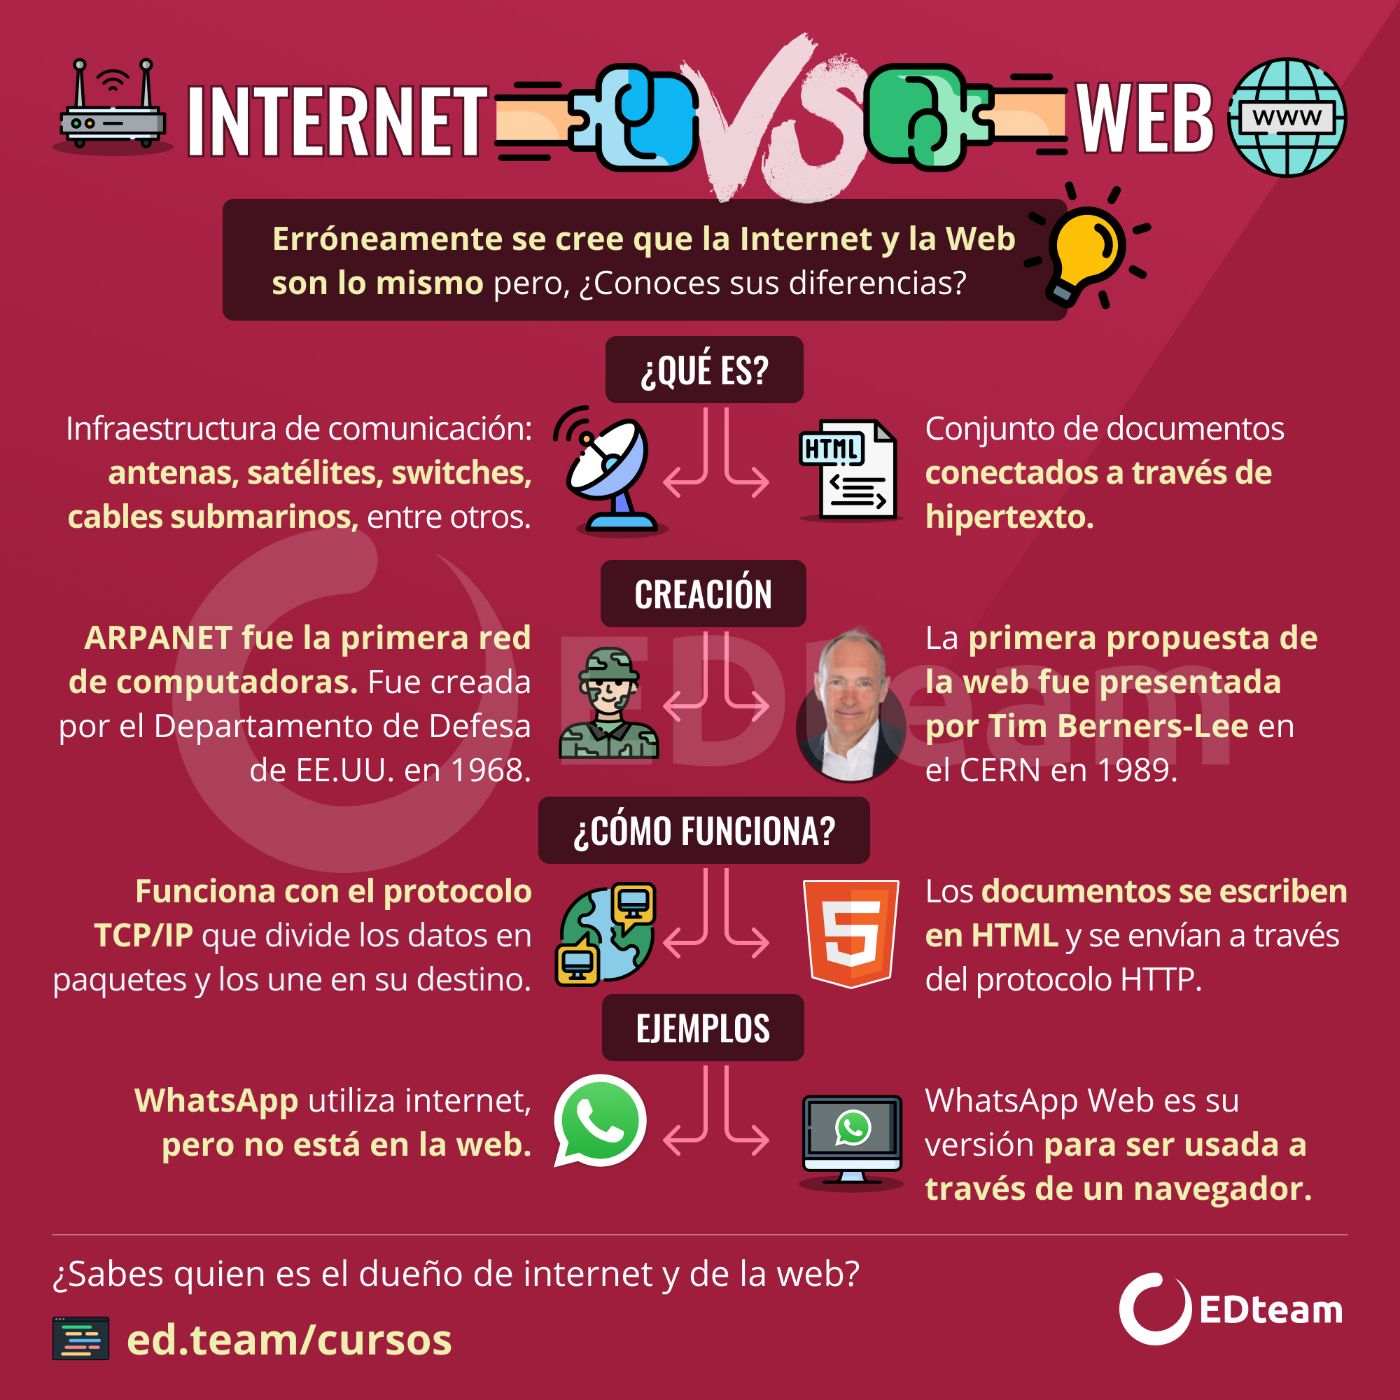 INTERNET VS WEB
WWW
Erróneamente se cree que la Internet y la Web
son lo mismo pero, ¿Conoces sus diferencias?
¿QUÉ ES?
Infraestructura de comunicación:
antenas, satélites, switches,
cables submarinos, entre otros.
HTML
Conjunto de documentos
conectados a través de
hipertexto.
CREACIÓN
ARPANET fue la primera red
de computadoras. Fue creada
por el Departamento de Defesa
de EE.UU. en 1968.
La primera propuesta de
la web fue presentada
por Tim Berners-Lee en
el CERN en 1989.
EDteam
¿CÓMO FUNCIONA?
Funciona con el protocolo
TCP/IP que divide los datos en
paquetes y los une en su destino.
5
Los documentos se escriben
en HTML y se envían a través
del protocolo HTTP.
EJEMPLOS
WhatsApp utiliza internet,
pero no está en la web.
WhatsApp Web es su
versión para ser usada a
través de un navegador.
¿Sabes quien es el dueño de internet y de la web?
ed.team/cursos
EDteam